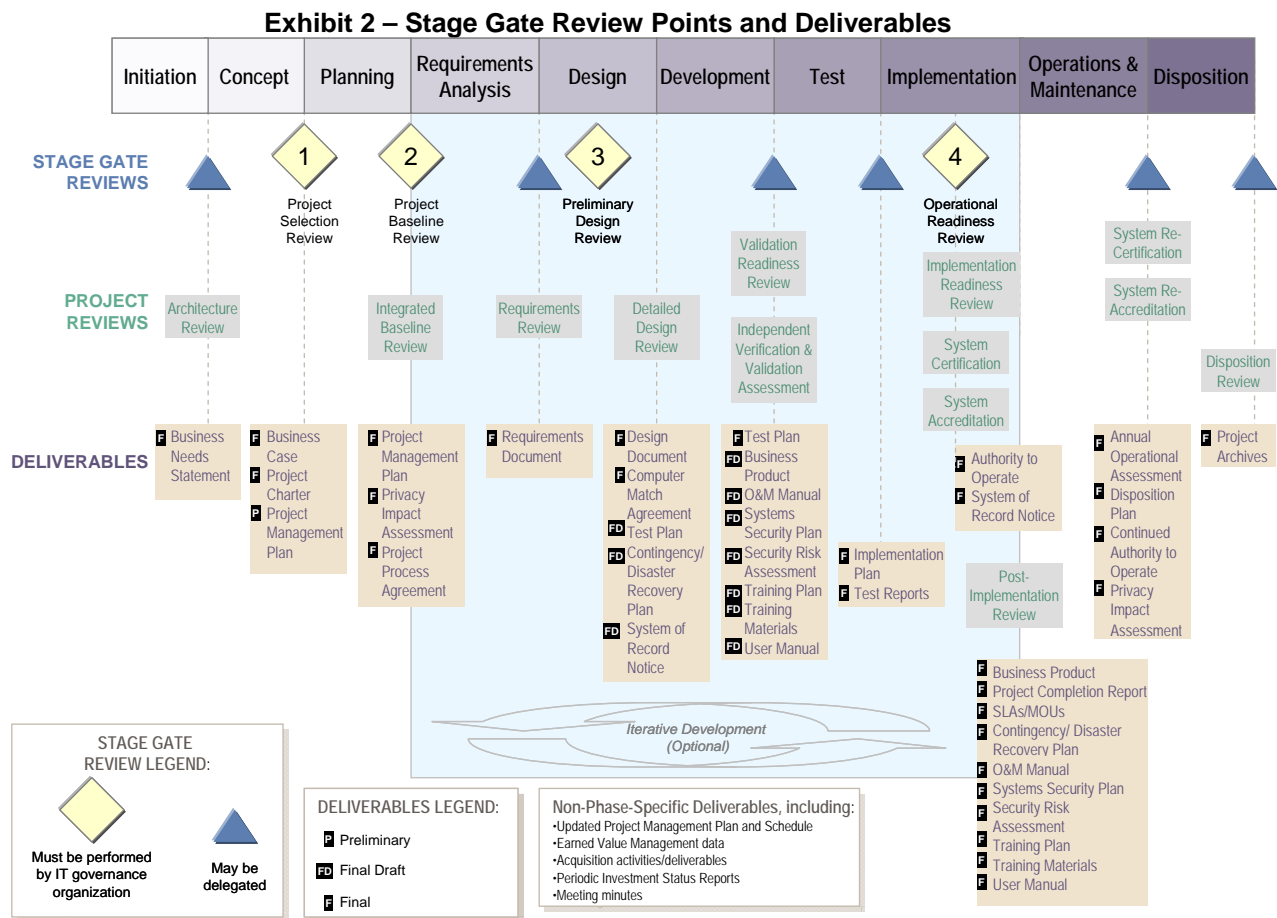 Exhibit 2 – Stage Gate Review Points and Deliverables
Initiation
Concept
Planning
Requirements
Analysis
Design
Development
Test
Implementation
Operations &
Maintenance
Disposition
STAGE GATE
REVIEWS
1
Project
Selection
Review
2
Project
Baseline
Review
3
Preliminary
Design
Review
4
Operational
Readiness
Review
PROJECT
REVIEWS
Architecture
Review
Integrated
Baseline
Review
Requirements
Review
Detailed
Design
Review
Validation
Readiness
Review
Independent
Verification &
Validation
Assessment
Implementation
Readiness
Review
System
Certification
System
Accreditation
System Re-
Certification
System Re-
Accreditation
Disposition
Review
DELIVERABLES
F Business
Needs
Statement
F Business
Case
F Project
Charter
P Project
Management
Plan
F Project
Management
Plan
F Privacy
Impact
Assessment
F Project
Process
Agreement
F Requirements
Document
F Design
Document
F Computer
Match
Agreement
FD Test Plan
FD Contingency/
Disaster
Recovery
Plan
FD System of
Record
Notice
F Test Plan
FD Business
Product
FD O&M Manual
FD Systems
Security Plan
FD Security Risk
Assessment
FD Training Plan
FD Training
Materials
FD User Manual
F Implementation
Plan
F Test Reports
F Authority to
Operate
F System of
Record Notice
Post-
Implementation
Review
F Annual
Operational
Assessment
F Disposition
Plan
F Continued
Authority to
Operate
F Privacy
Impact
Assessment
F Project
Archives
F Business Product
F Project Completion Report
F SLAs/MOUs
F Contingency/ Disaster
Recovery Plan
F O&M Manual
F Systems Security Plan
F Security Risk
Assessment
F Training Plan
F Training Materials
F User Manual
Iterative Development
(Optional)
STAGE GATE
REVIEW LEGEND:
Must be performed
by IT governance
organization
May be
delegated
DELIVERABLES LEGEND:
P Preliminary
FD Final Draft
F Final
Non-Phase-Specific Deliverables, including:
•Updated Project Management Plan and Schedule
•Earned Value Management data
•Acquisition activities/deliverables
•Periodic Investment Status Reports
•Meeting minutes